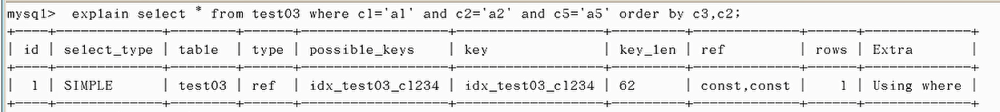 mysql>  explain select * from test03 where c1='a1' and c2='a2' and c5='a5' order by c3,c2;
+----+-------------+--------+------+------------------+------------------+---------+-------------+------+-------------+
| id | select_type | table  | type | possible_keys    | key              | key_len | ref         | rows | Extra       |
+----+-------------+--------+------+------------------+------------------+---------+-------------+------+-------------+
|  1 | SIMPLE      | test03 | ref  | idx_test03_c1234 | idx_test03_c1234 | 62      | const,const |    1 | Using where |
+----+-------------+--------+------+------------------+------------------+---------+-------------+------+-------------+